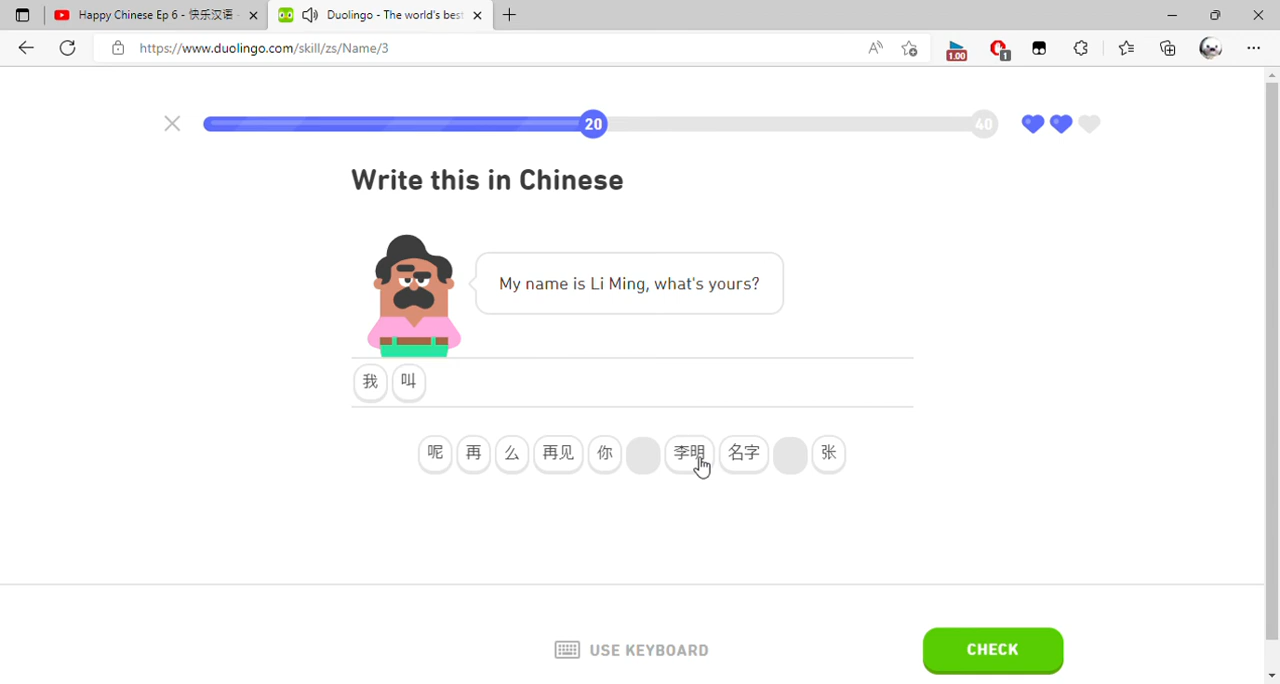 Happy Chinese Ep 6 - 快乐汉语
Duolingo - The world's best
https://www.duolingo.com/skill/zs/Name/3
1.00
1
20
40
Write this in Chinese
My name is Li Ming, what's yours?
我 叫
呢 再 么 再见 你 李明 名字 张
USE KEYBOARD
CHECK